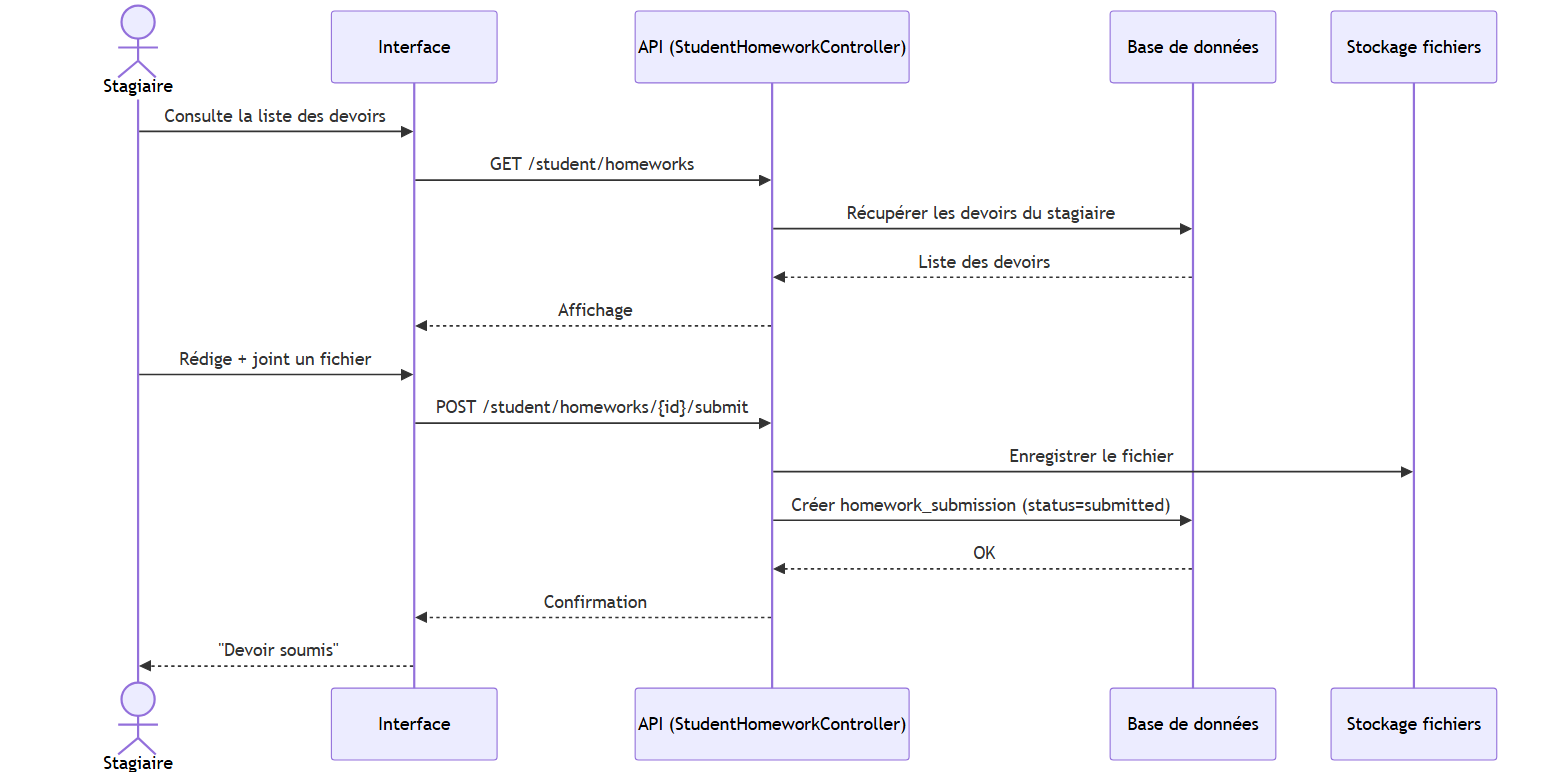 Stagiaire
Interface
API (StudentHomeworkController)
Base de données
Stockage fichiers
Consulte la liste des devoirs
GET /student/homeworks
Récupérer les devoirs du stagiaire
Liste des devoirs
Affichage
Rédige + joint un fichier
POST /student/homeworks/{id}/submit
Enregistrer le fichier
Créer homework_submission (status=submitted)
OK
Confirmation
"Devoir soumis"
Stagiaire
Interface
API (StudentHomeworkController)
Base de données
Stockage fichiers